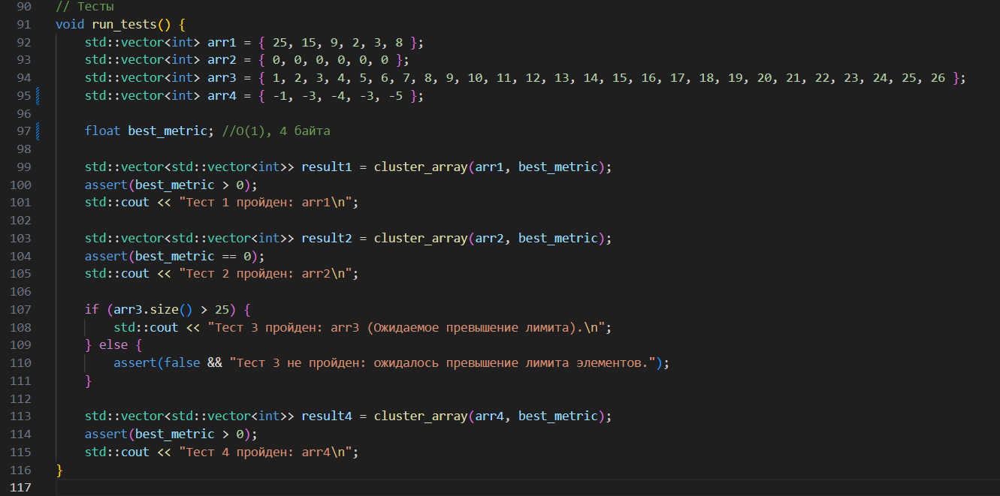 90 // Тесты
91 void run_tests() {
92 std::vector<int> arr1 = { 25, 15, 9, 2, 3, 8 };
93 std::vector<int> arr2 = { 0, 0, 0, 0, 0, 0 };
94 std::vector<int> arr3 = { 1, 2, 3, 4, 5, 6, 7, 8, 9, 10, 11, 12, 13, 14, 15, 16, 17, 18, 19, 20, 21, 22, 23, 24, 25, 26 };
95 std::vector<int> arr4 = { -1, -3, -4, -3, -5 };
96
97 float best_metric; //O(1), 4 байта
98
99 std::vector<std::vector<int>> result1 = cluster_array(arr1, best_metric);
100 assert(best_metric > 0);
101 std::cout << "Тест 1 пройден: arr1\n";
102
103 std::vector<std::vector<int>> result2 = cluster_array(arr2, best_metric);
104 assert(best_metric == 0);
105 std::cout << "Тест 2 пройден: arr2\n";
106
107 if (arr3.size() > 25) {
108 std::cout << "Тест 3 пройден: arr3 (Ожидаемое превышение лимита).\n";
109 } else {
110 assert(false && "Тест 3 не пройден: ожидалось превышение лимита элементов.");
111 }
112
113 std::vector<std::vector<int>> result4 = cluster_array(arr4, best_metric);
114 assert(best_metric > 0);
115 std::cout << "Тест 4 пройден: arr4\n";
116 }
117